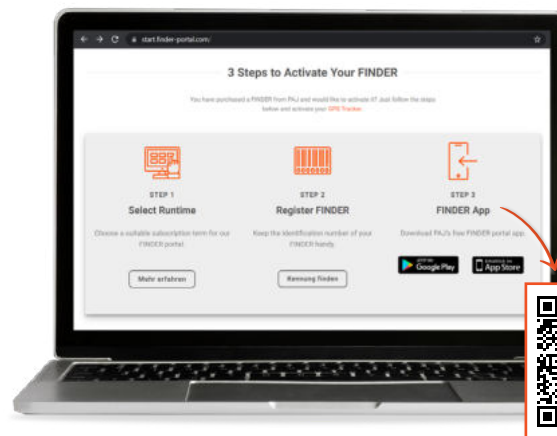 start.finder-portal.com/
3 Steps to Activate Your FINDER
You have purchased a FINDER from PAJ and would like to activate it? Just follow the steps
below and activate your GPS Tracker.
STEP 1
Select Runtime
Choose a suitable subscription term for our
FINDER portal.
Mehr erfahren
STEP 2
Register FINDER
Keep the identification number of your
FINDER handy.
Kennung finden
STEP 3
FINDER App
Download PAJ's free FINDER portal app.
Google Play
App Store